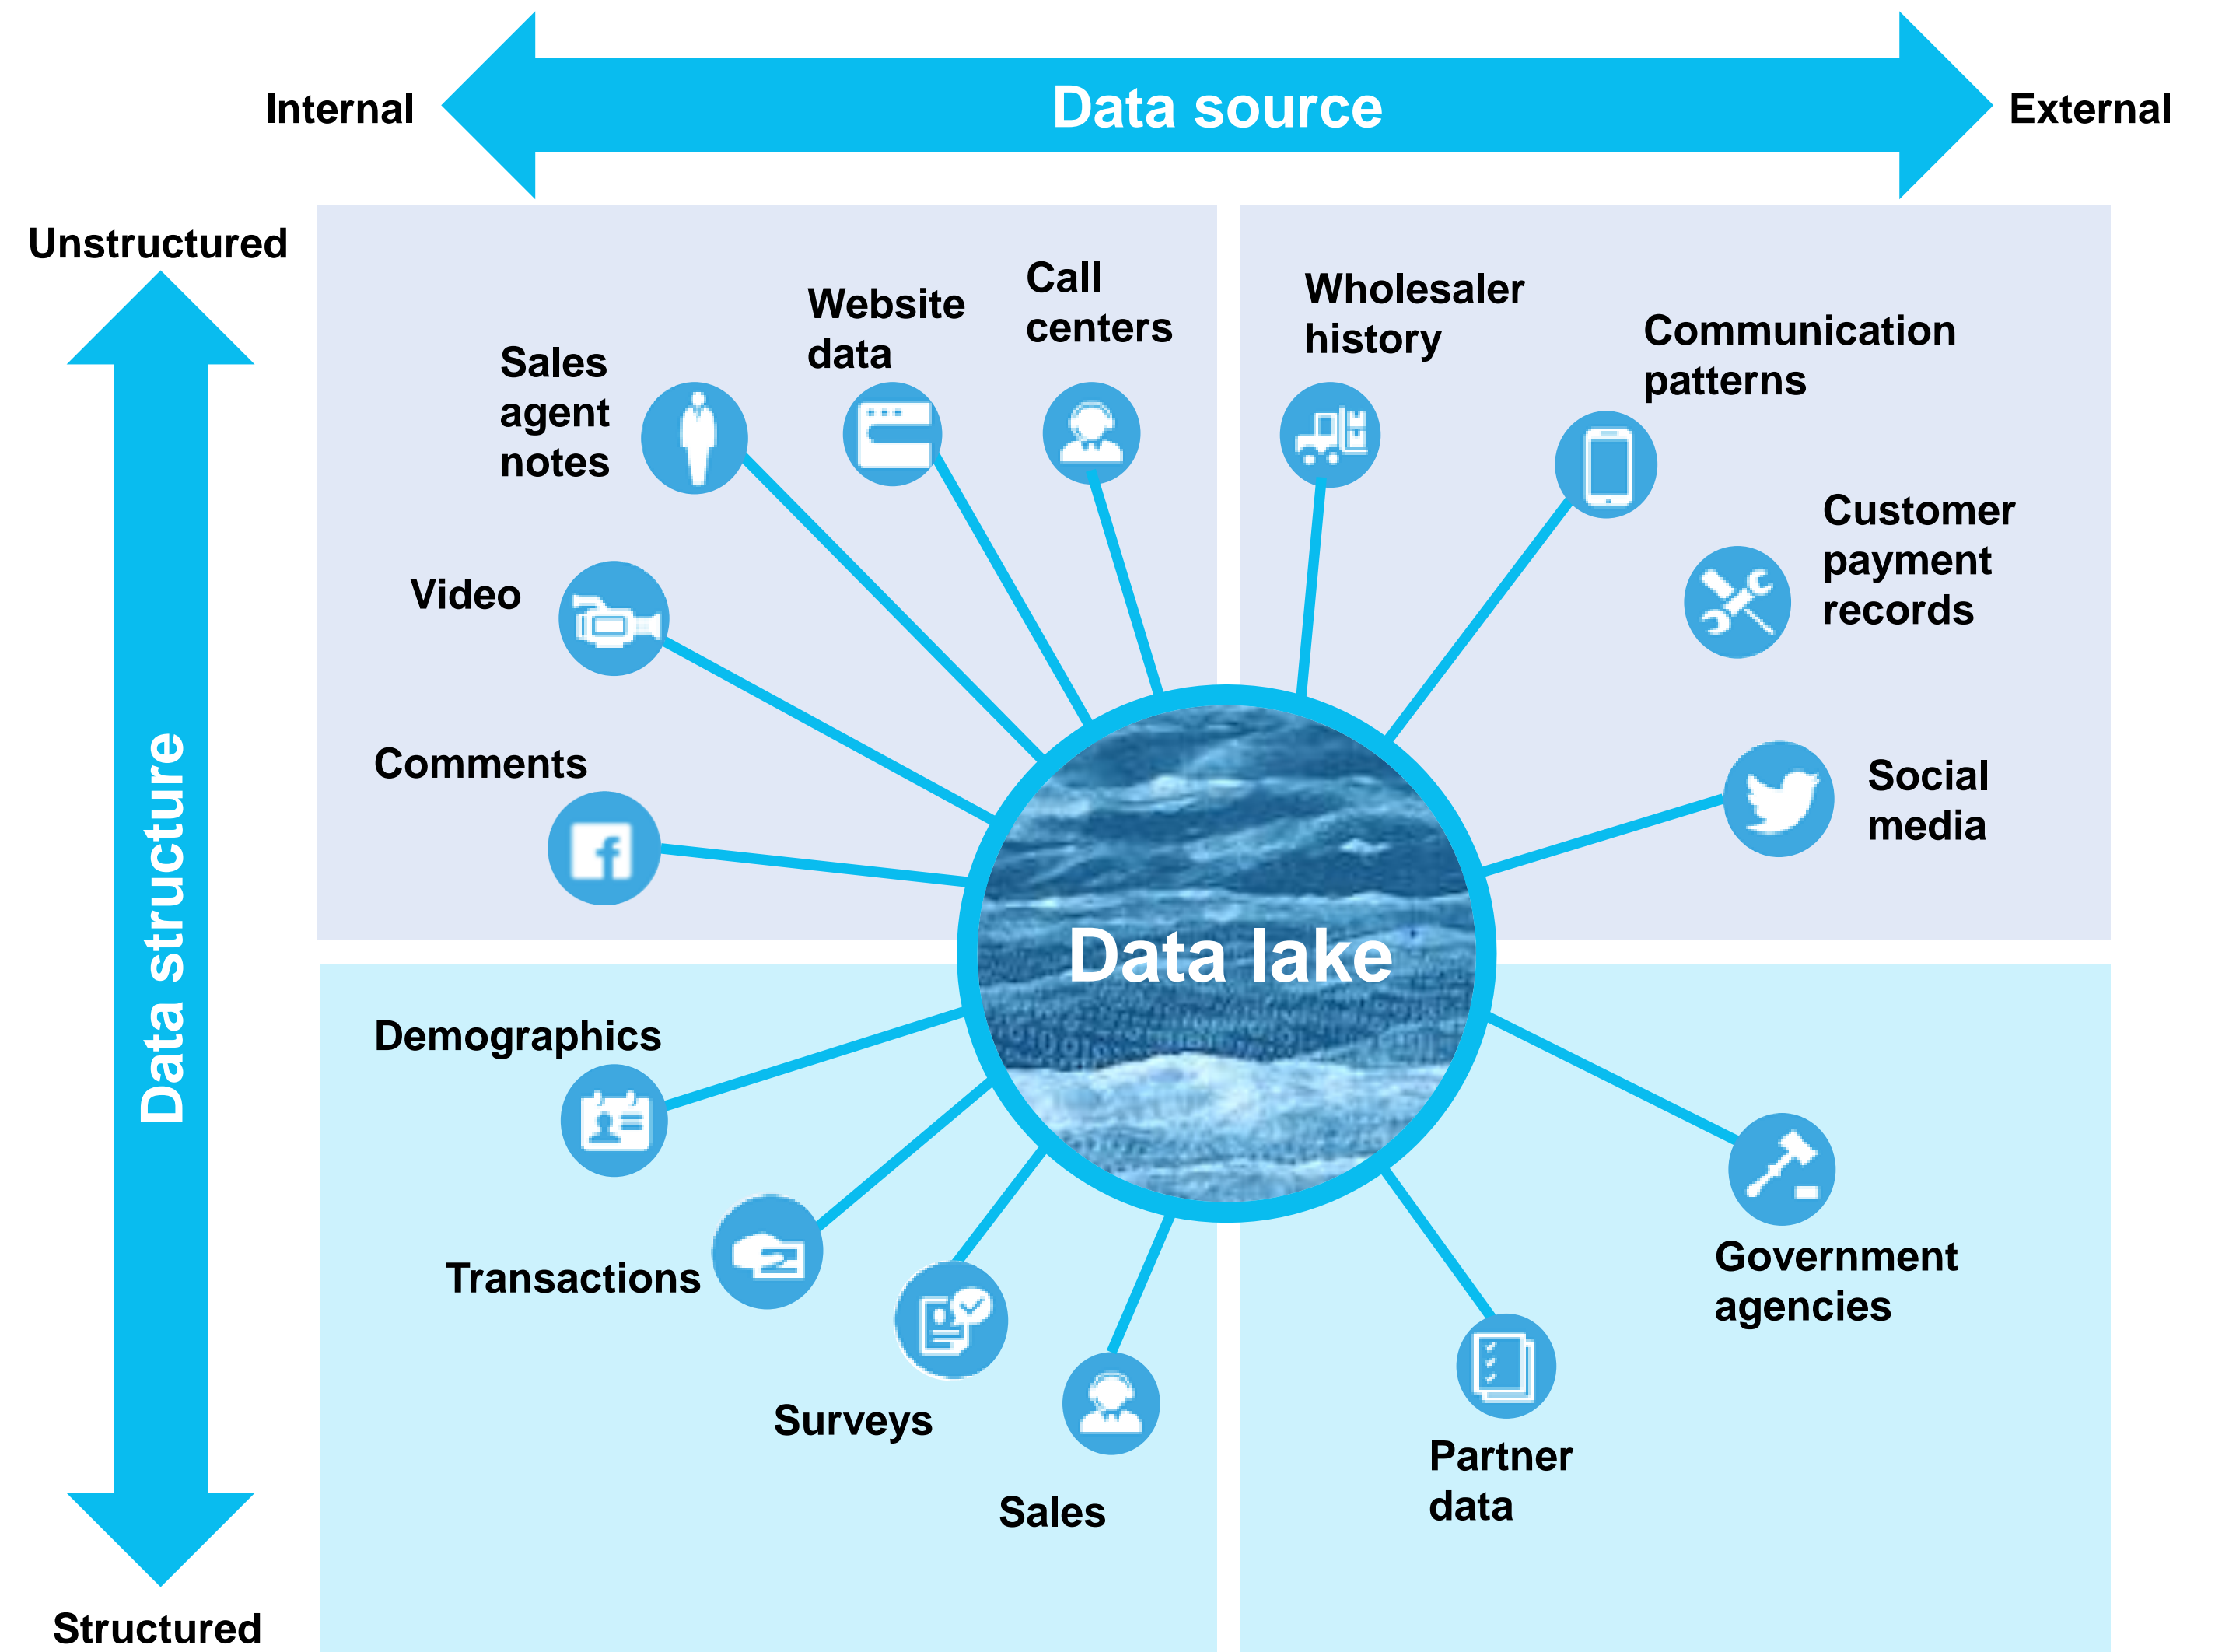 Internal
Data source
External
Unstructured
Data structure
Structured
Sales
agent
notes
Website
data
Call
centers
Wholesaler
history
Communication
patterns
Customer
payment
records
Video
Comments
Social
media
Data lake
Demographics
Transactions
Surveys
Sales
Partner
data
Government
agencies